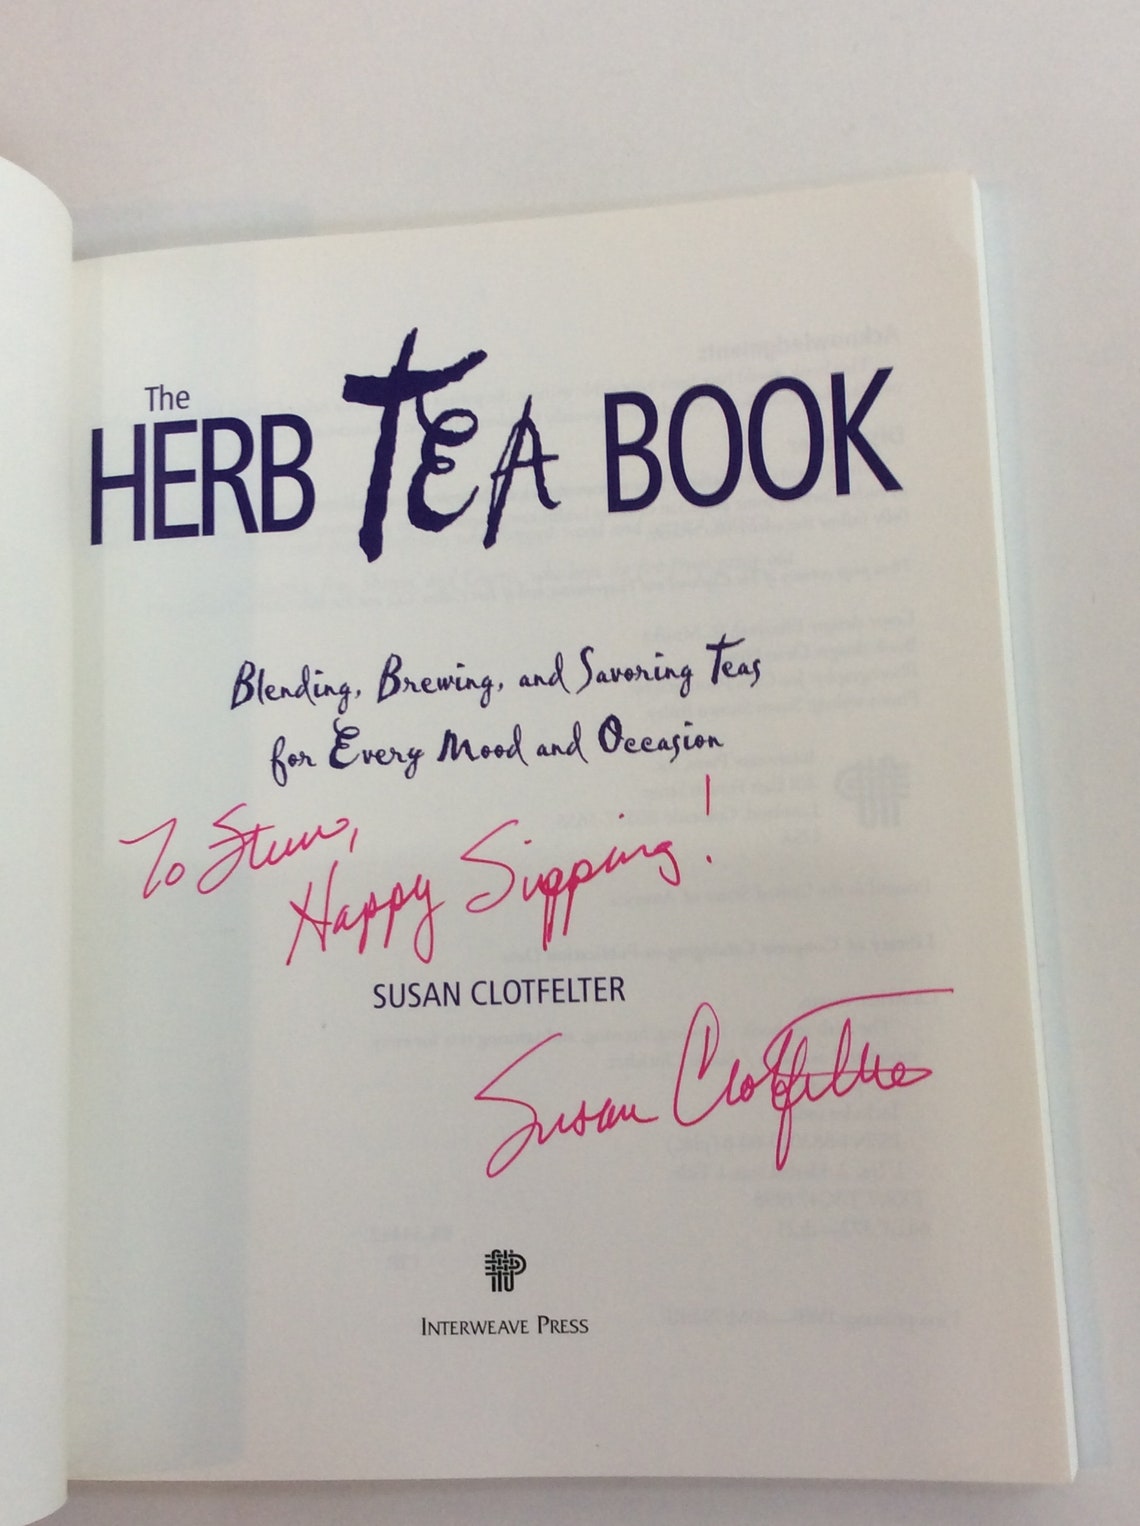 The
HERB TEA BOOK
Blending, Brewing, and Savoring Teas
for Every Mood and Occasion
To
Happy Sipping!
SUSAN CLOTFELTER
Susan Clotfelter
INTERWEAVE PRESS